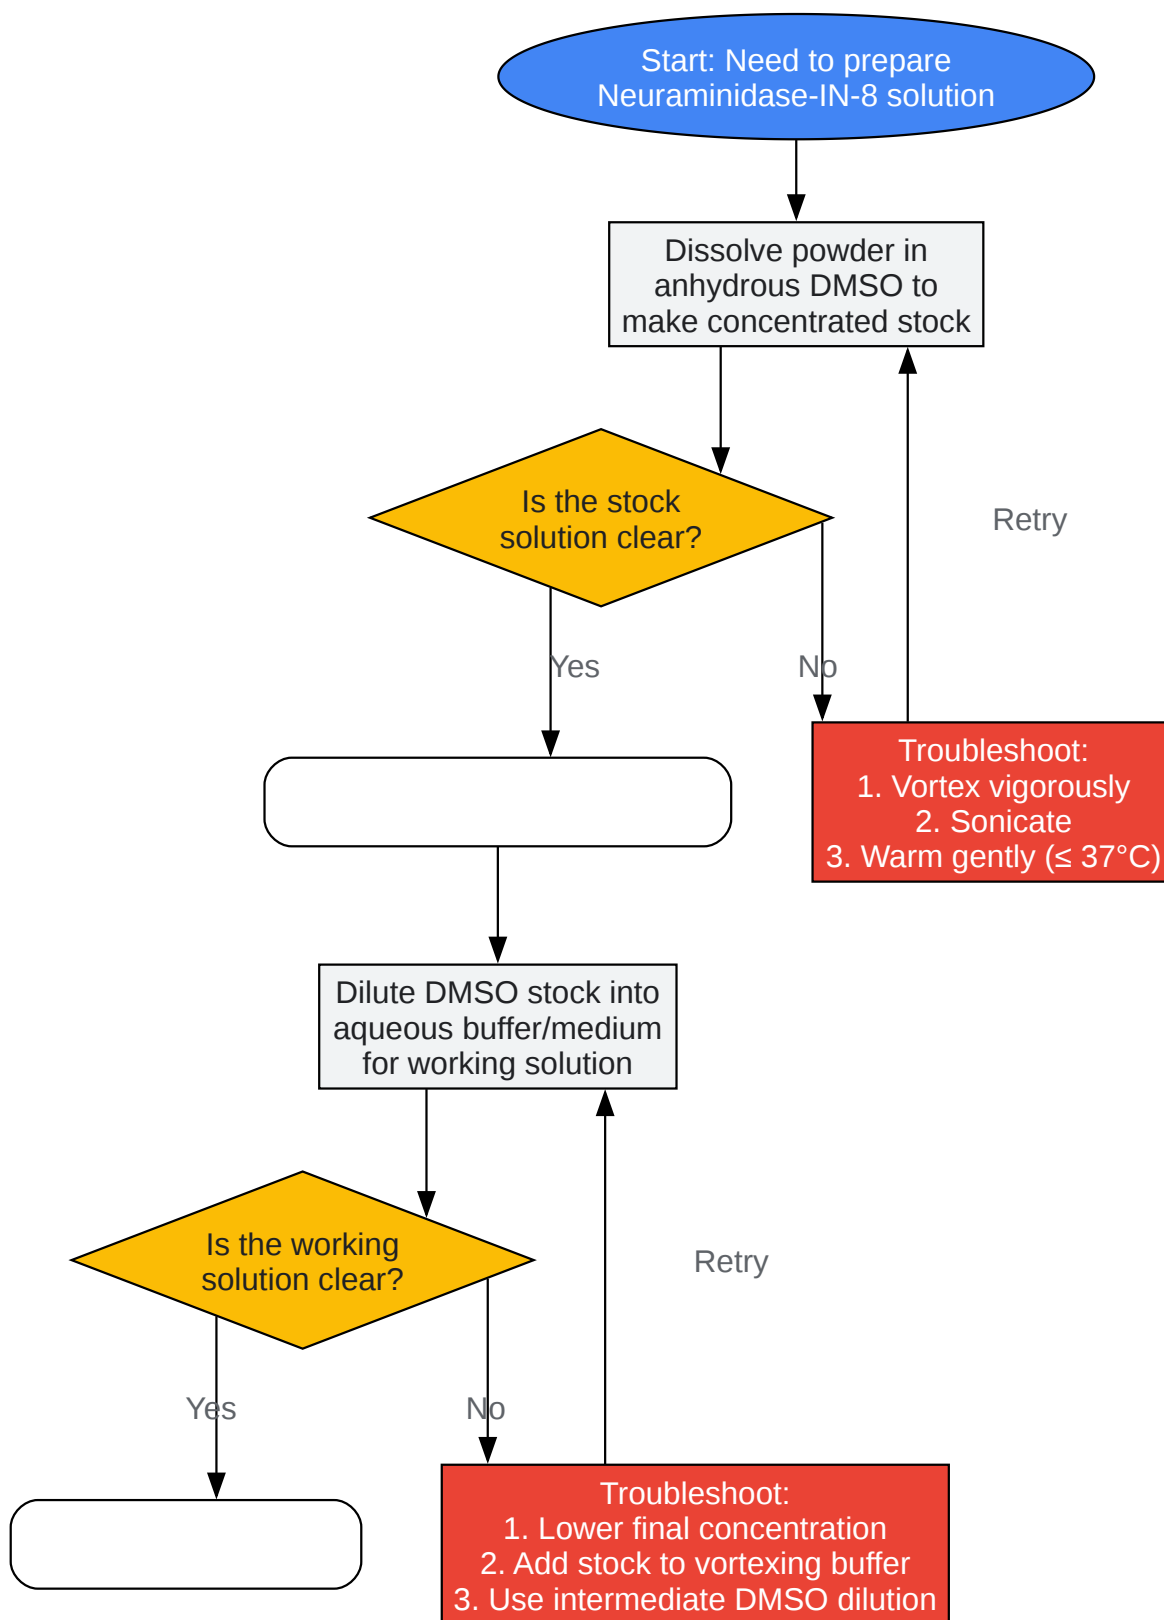 Start: Need to prepare
Neuraminidase-IN-8 solution
Dissolve powder in
anhydrous DMSO to
make concentrated stock
Is the stock
solution clear?
Retry
Yes
No
Troubleshoot:
1. Vortex vigorously
2. Sonicate
3. Warm gently (≤ 37°C)
Dilute DMSO stock into
aqueous buffer/medium
for working solution
Is the working
solution clear?
Retry
Yes
No
Troubleshoot:
1. Lower final concentration
2. Add stock to vortexing buffer
3. Use intermediate DMSO dilution